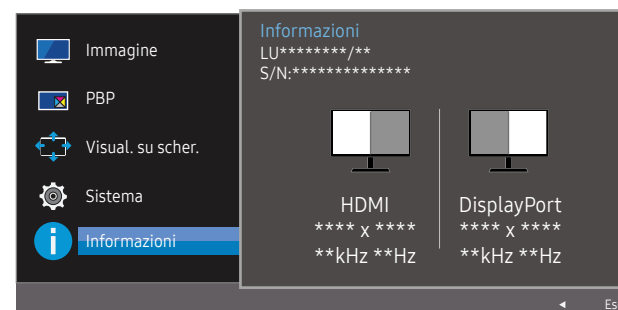 Immagine
PBP
Visual. su scher.
Sistema
Informazioni
Informazioni
LU********/**
S/N:**************
HDMI
**** x ****
**kHz **Hz
DisplayPort
**** x ****
**kHz **Hz